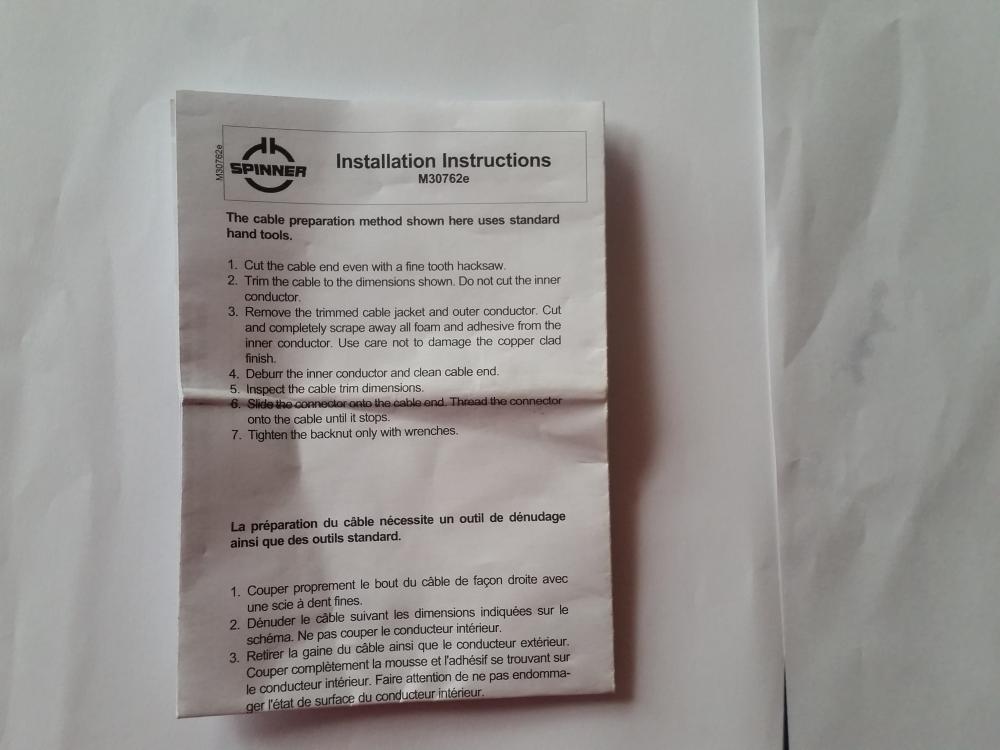 M30762e
SPINNER
Installation Instructions
M30762e
The cable preparation method shown here uses standard
hand tools.
1. Cut the cable end even with a fine tooth hacksaw.
2. Trim the cable to the dimensions shown. Do not cut the inner
conductor.
3. Remove the trimmed cable jacket and outer conductor. Cut
and completely scrape away all foam and adhesive from the
inner conductor. Use care not to damage the copper clad
finish.
4. Deburr the inner conductor and clean cable end.
5. Inspect the cable trim dimensions.
6. Slide the connector onto the cable end. Thread the connector
onto the cable until it stops.
7. Tighten the backnut only with wrenches.
La préparation du câble nécessite un outil de dénudage
ainsi que des outils standard.
1. Couper proprement le bout du câble de façon droite avec
une scie à dent fines.
2. Dénuder le câble suivant les dimensions indiquées sur le
schéma. Ne pas couper le conducteur intérieur.
3. Retirer la gaine du câble ainsi que le conducteur extérieur.
Couper complètement la mousse et l'adhésif se trouvant sur
le conducteur intérieur. Faire attention de ne pas endomma-
ger l'état de surface du conducteur intérieur.